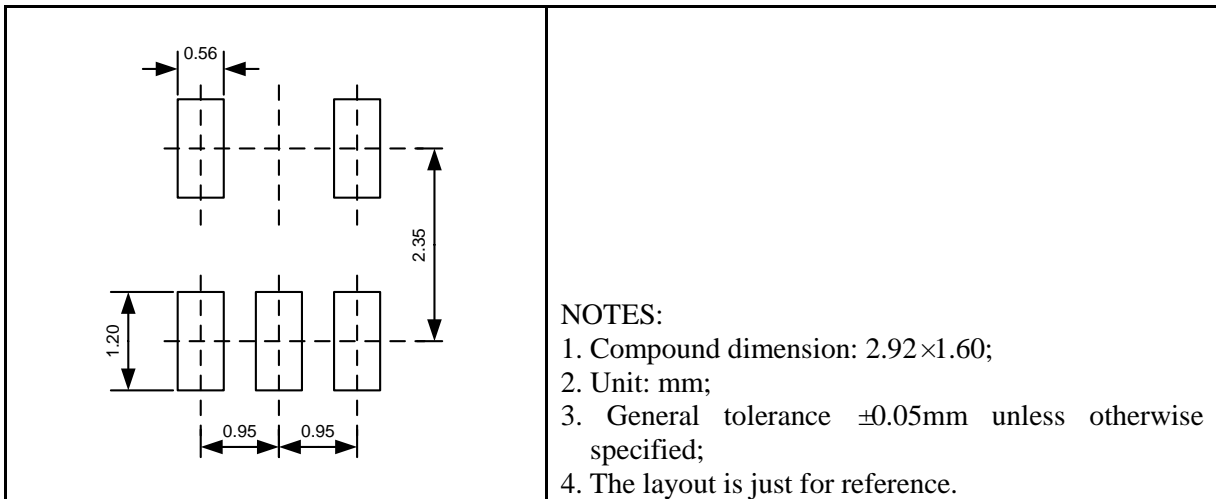 0.56
2.35
1.20
0.95 0.95
NOTES:
1. Compound dimension: 2.92×1.60;
2. Unit: mm;
3. General tolerance ±0.05mm unless otherwise
specified;
4. The layout is just for reference.